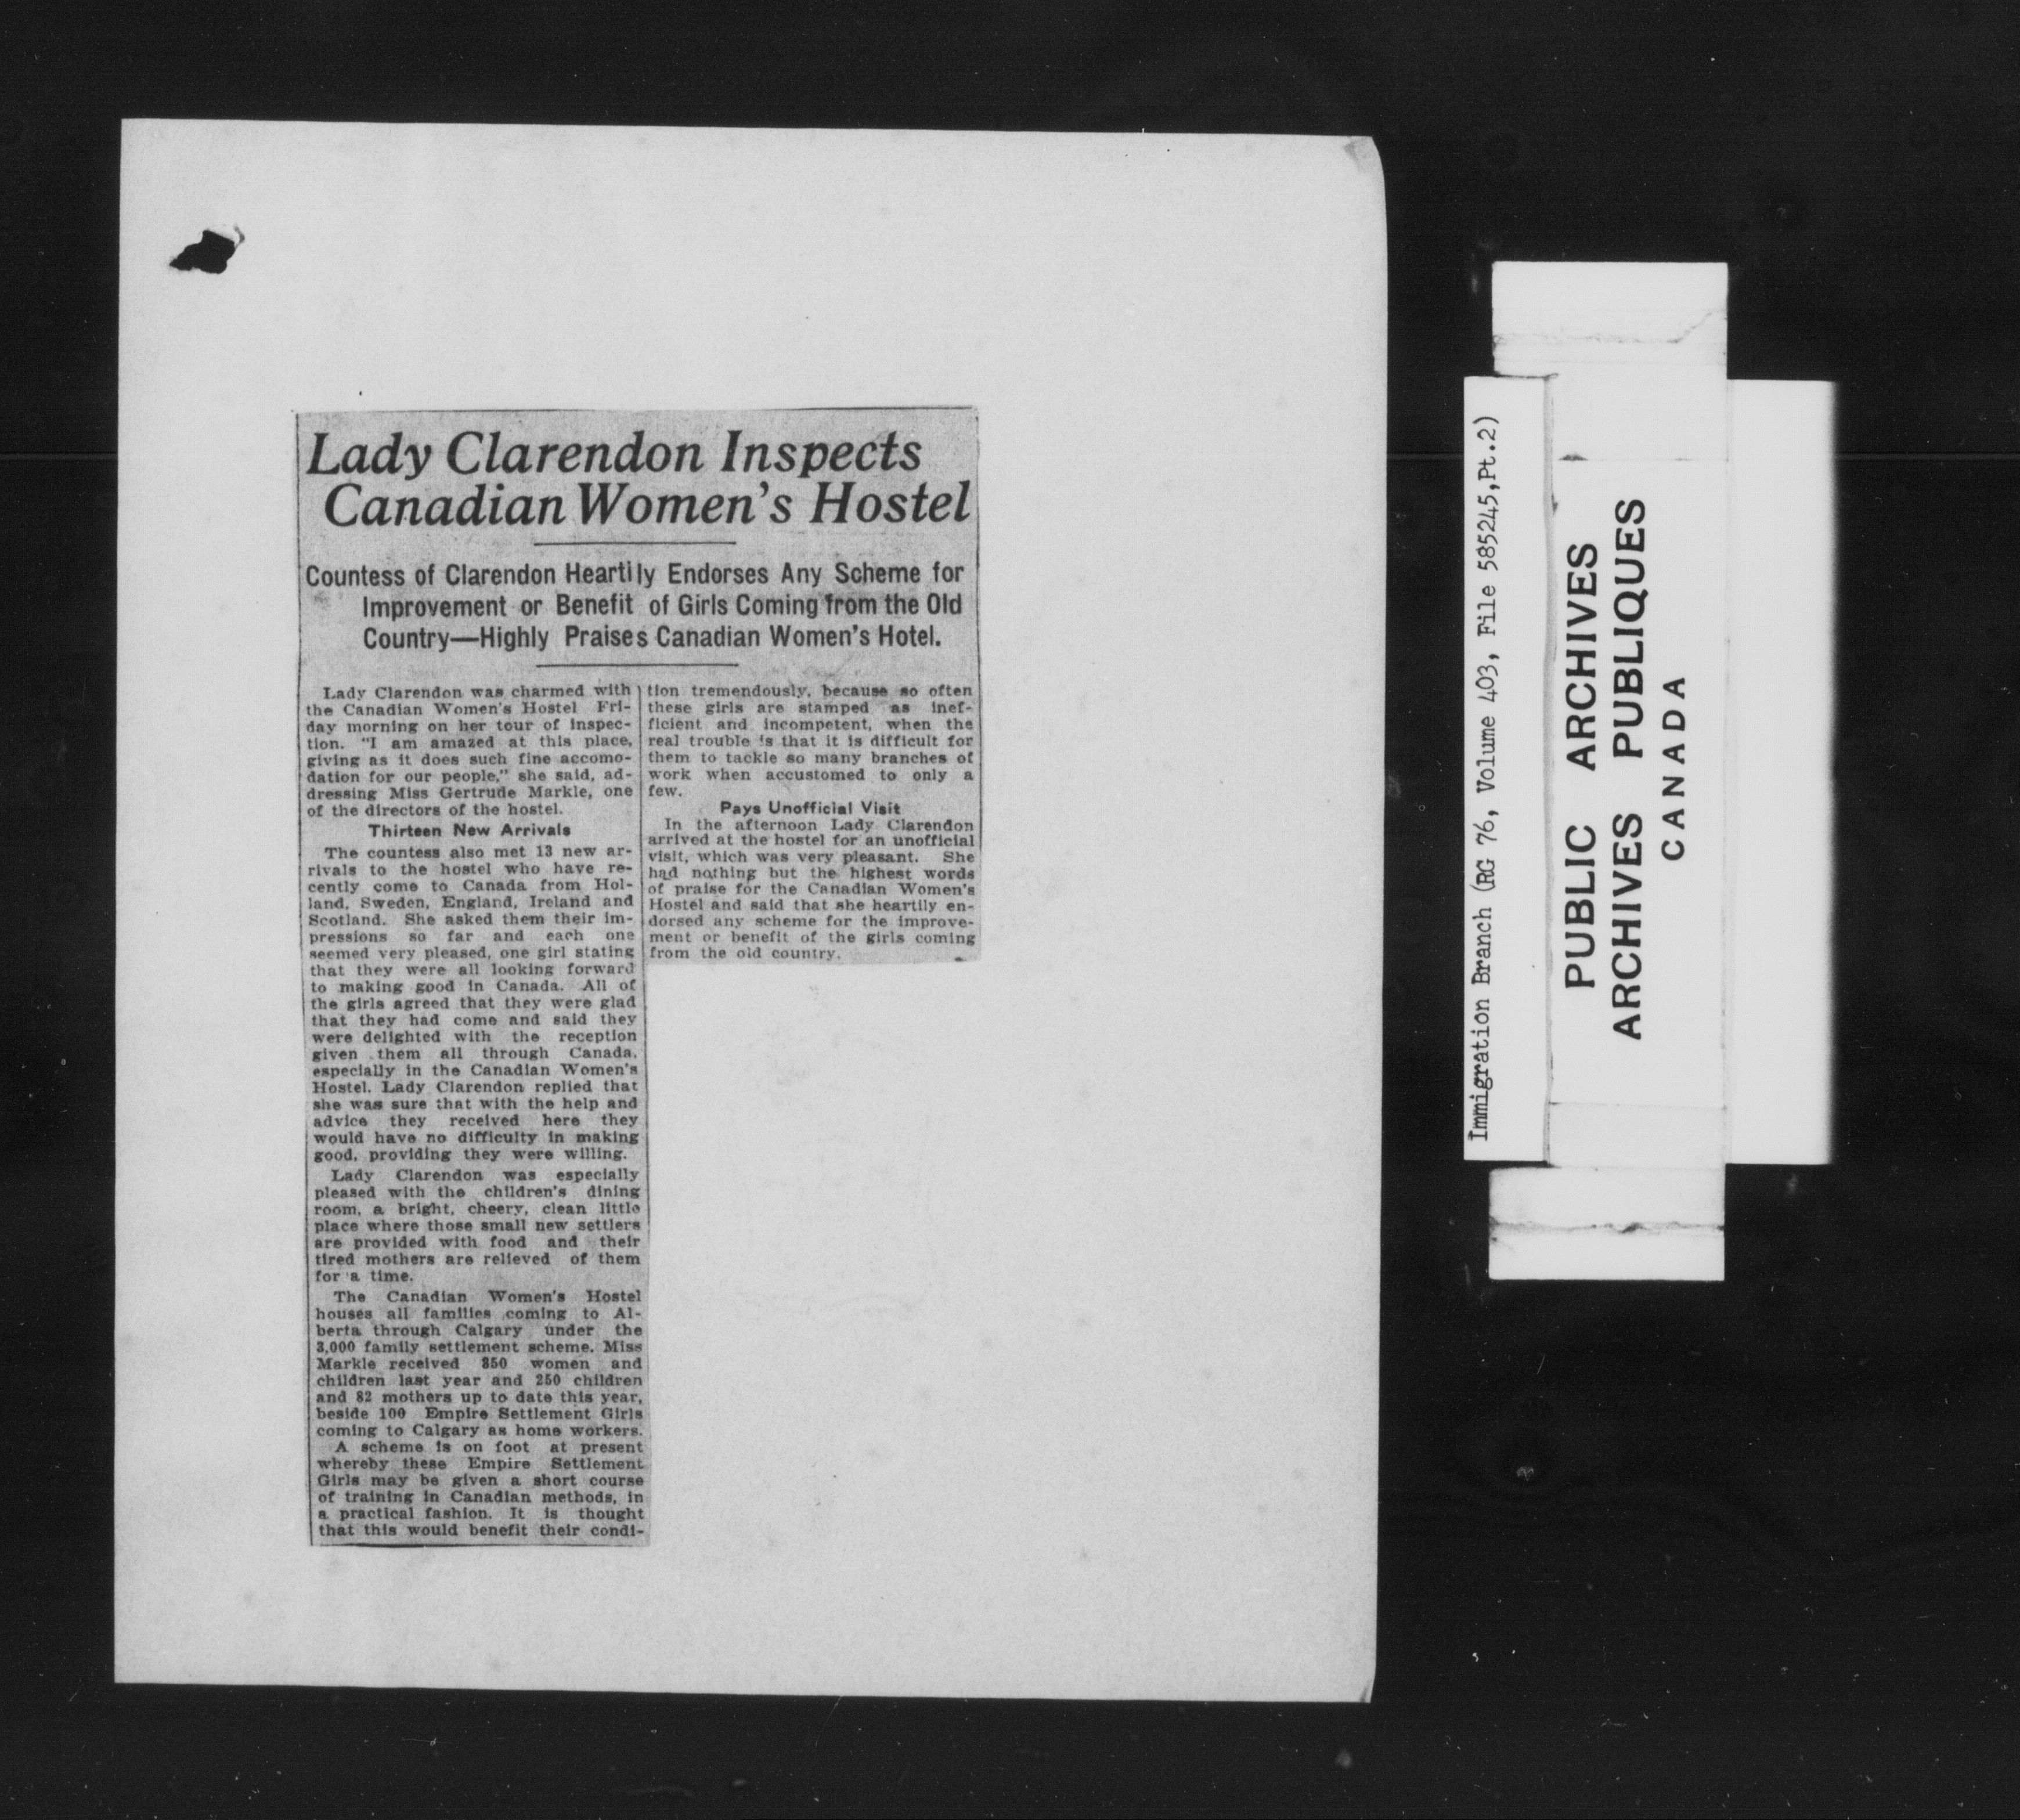 Lady Clarendon Inspects
Canadian Women's Hostel
Countess of Clarendon Heartily Endorses Any Scheme for
Improvement or Benefit of Girls Coming from the Old
Country—Highly Praises Canadian Women's Hotel.
Lady Clarendon was charmed with
the Canadian Women's Hostel Fri-
day morning on her tour of inspec-
tion. "I am amazed at this place,
giving as it does such fine accomo-
dation for our people," she said, ad-
dressing Miss Gertrude Markle, one
of the directors of the hostel.
Thirteen New Arrivals
The countess also met 13 new ar-
rivals to the hostel who have re-
cently come to Canada from Hol-
land, Sweden, England, Ireland and
Scotland. She asked them their im-
pressions so far and each one
seemed very pleased, one girl stating
that they were all looking forward
to making good in Canada. All of
the girls agreed that they were glad
that they had come and said they
were delighted with the reception
given them all through Canada,
especially in the Canadian Women's
Hostel. Lady Clarendon replied that
she was sure that with the help and
advice they received here they
would have no difficulty in making
good, providing they were willing.
Lady Clarendon was especially
pleased with the children's dining
room, a bright, cheery, clean little
place where those small new settlers
are provided with food and their
tired mothers are relieved of them
for a time.
The Canadian Women's Hostel
houses all families coming to Al-
berta through Calgary under the
3,000 family settlement scheme. Miss
Markle received 350 women and
children last year and 250 children
and 82 mothers up to date this year,
beside 100 Empire Settlement Girls
coming to Calgary as home workers.
A scheme is on foot at present
whereby these Empire Settlement
Girls may be given a short course
of training in Canadian methods, in
a practical fashion. It is thought
that this would benefit their condi-
tion tremendously, because so often
these girls are stamped as inef-
ficient and incompetent, when the
real trouble is that it is difficult for
them to tackle so many branches of
work when accustomed to only a
few.
Pays Unofficial Visit
In the afternoon Lady Clarendon
arrived at the hostel for an unofficial
visit, which was very pleasant. She
had nothing but the highest words
of praise for the Canadian Women's
Hostel and said that she heartily en-
dorsed any scheme for the improve-
ment or benefit of the girls coming
from the old country.
Immigration Branch (RG 76, Volume 403, File 585245,Pt.2)
PUBLIC ARCHIVES
ARCHIVES PUBLIQUES
CANADA